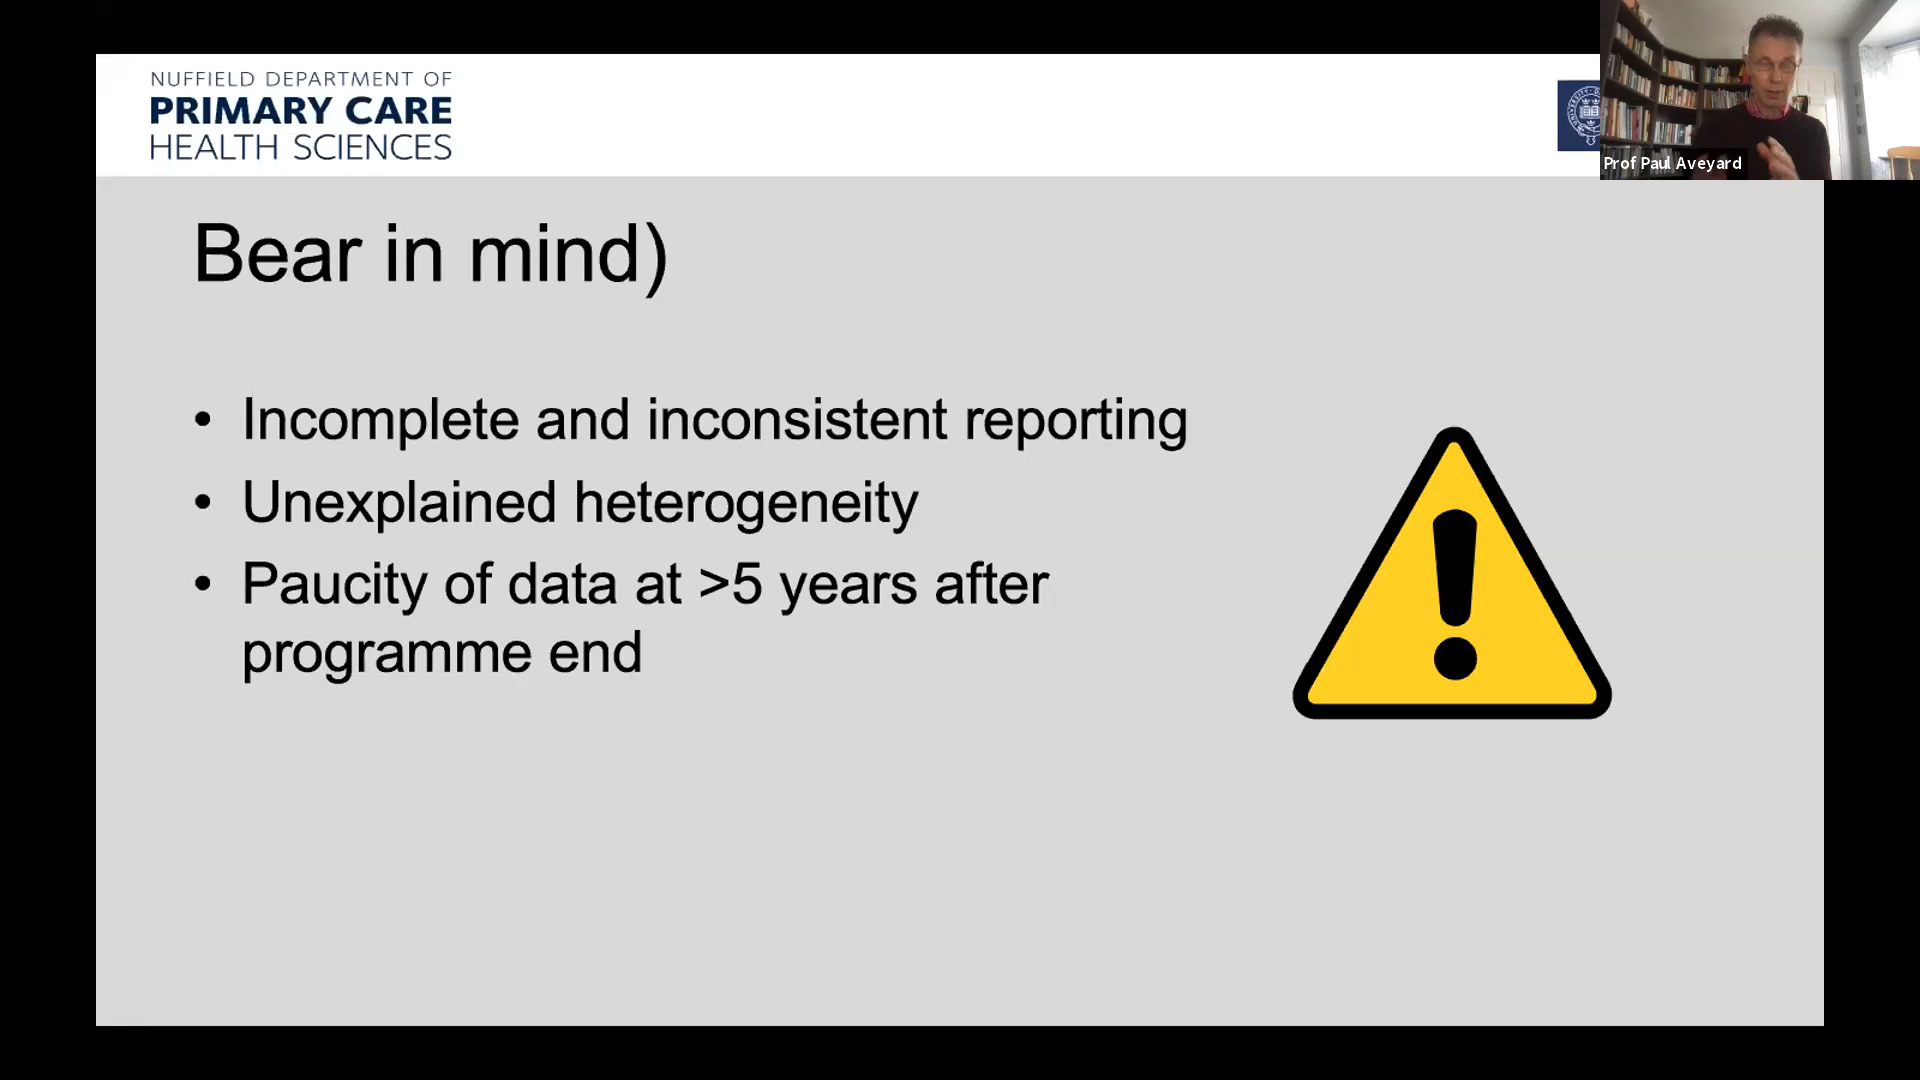 NUFFIELD DEPARTMENT OF
PRIMARY CARE
HEALTH SCIENCES
Prof Paul Aveyard
Bear in mind)
• Incomplete and inconsistent reporting
• Unexplained heterogeneity
• Paucity of data at >5 years after
programme end